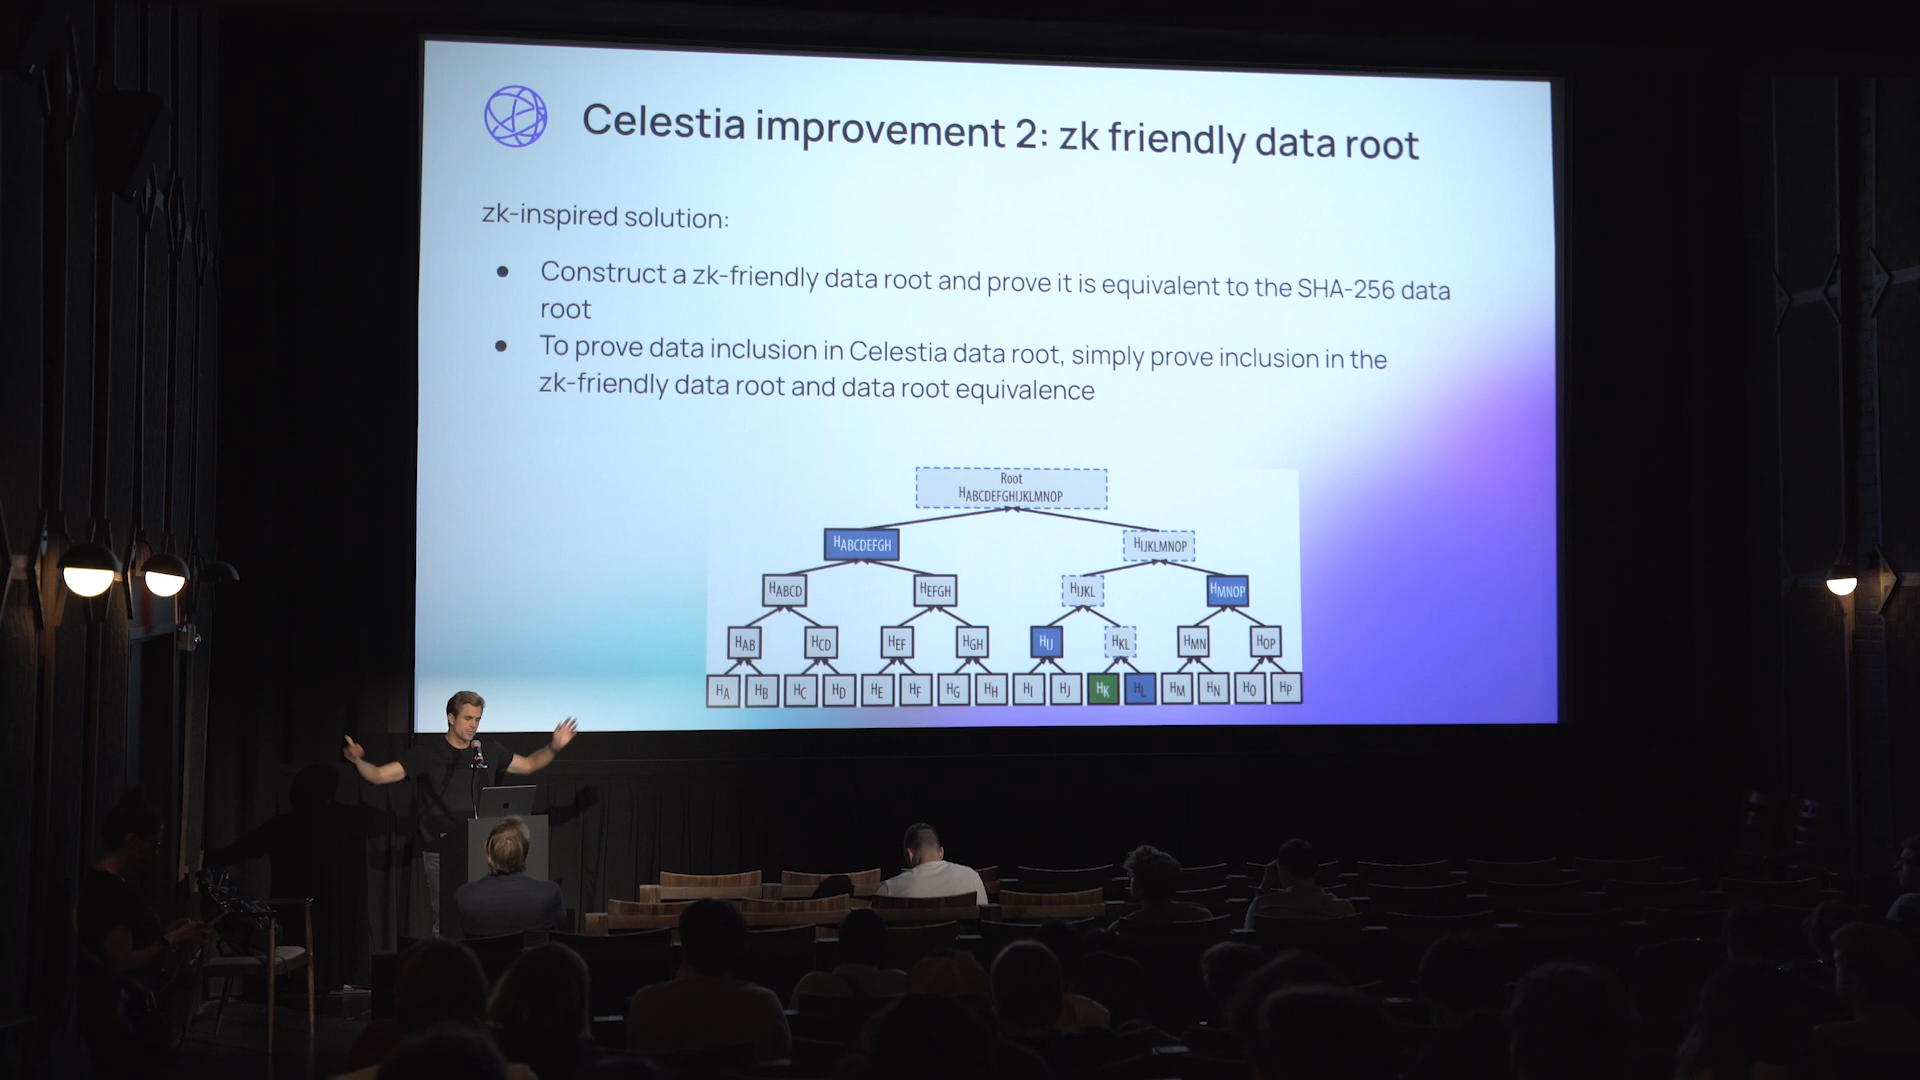 Celestia improvement 2: zk friendly data root
zk-inspired solution:
● Construct a zk-friendly data root and prove it is equivalent to the SHA-256 data
root
● To prove data inclusion in Celestia data root, simply prove inclusion in the
zk-friendly data root and data root equivalence
Root
HABCDEFGHIJKLMNOP
HABCDEFGH HIJKLMNOP
HABCD HEFGH HIJKL HMNOP
HAB HCD HEF HGH HIJ HKL HMN HOP
HA HB HC HD HE HF HG HH HI HJ HK HL HM HN HO HP